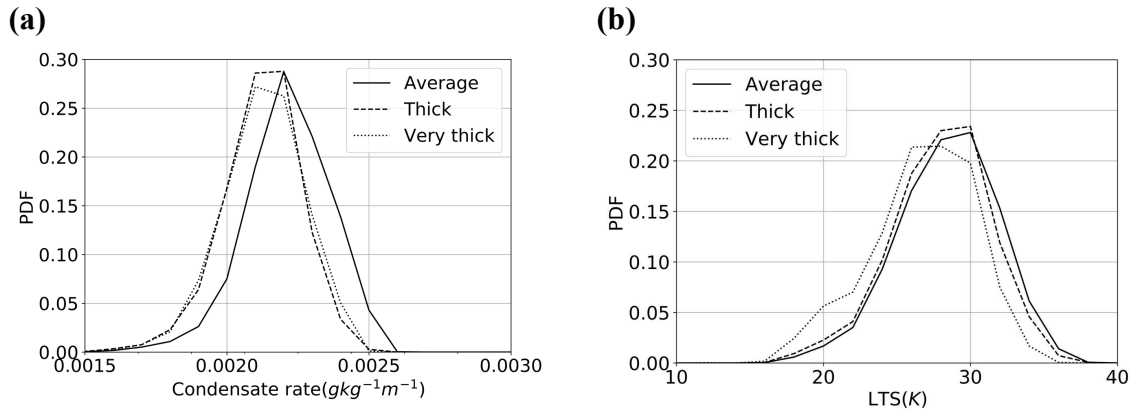 (a)
(b)
0.30
0.25
0.20
0.15
0.10
0.05
0.00
PDF
0.0015
0.0020
0.0025
0.0030
Condensate rate(gkg⁻¹m⁻¹)
Average
Thick
Very thick
0.30
0.25
0.20
0.15
0.10
0.05
0.00
PDF
10
20
30
40
LTS(K)
Average
Thick
Very thick